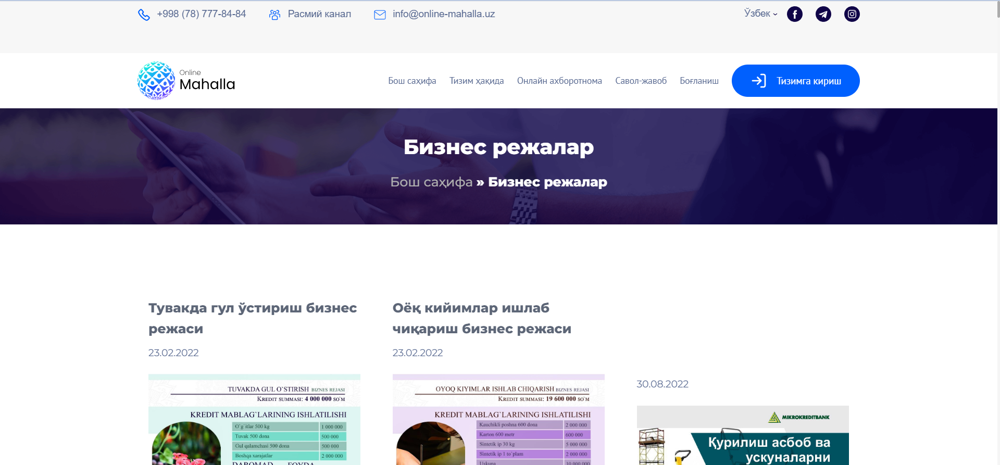 +998 (78) 777-84-84
Расмий канал
info@online-mahalla.uz
Ўзбек
Online
Mahalla
Бош саҳифа
Тизим ҳақида
Онлайн ахборотнома
Савол-жавоб
Боғланиш
Тизимга кириш
Бизнес режалар
Бош саҳифа » Бизнес режалар
Тувакда гул ўстириш бизнес
режаси
23.02.2022
TUVAKDA GUL O`STIRISH BIZNES REJASI
KREDIT SUMMASI: 4 000 000 SO`M
KREDIT MABLAG`LARINING ISHLATILISHI
O`g`itlar 500 kg 1 000 000
Tuvak 500 dona 500 000
Gul qalamchasi 500 dona 500 000
Boshqa xarajatlar 2 000 000
DAROMAD FOYDA
Оёқ кийимлар ишлаб
чиқариш бизнес режаси
23.02.2022
OYOQ KIYIMLAR ISHLAB CHIQARISH BIZNES REJASI
KREDIT SUMMASI: 19 600 000 SO`M
KREDIT MABLAG`LARINING ISHLATILISHI
Kauchikli poshna 600 dona 2 000 000
Karton 600 metr 600 000
Sintetik ip 30 kg 5 000 000
Sintetik ip 1 to`plam 2 000 000
Uskuna 10 000 000
30.08.2022
MIKROKREDITBANK
Қурилиш асбоб ва
ускуналарни